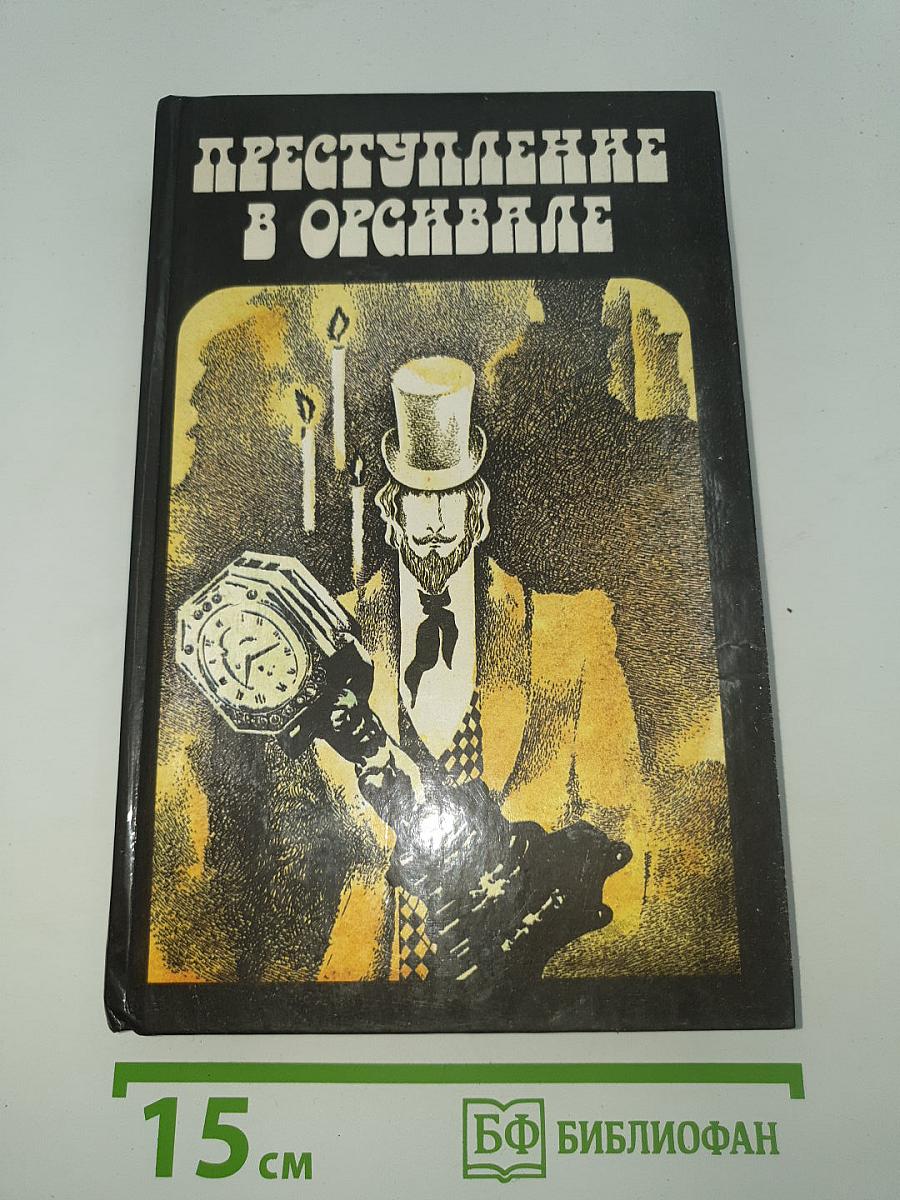 ПРЕСТУПЛЕНИЕ
В ОРСИВАЛЕ
15 см
БФ БИБЛИОФАН